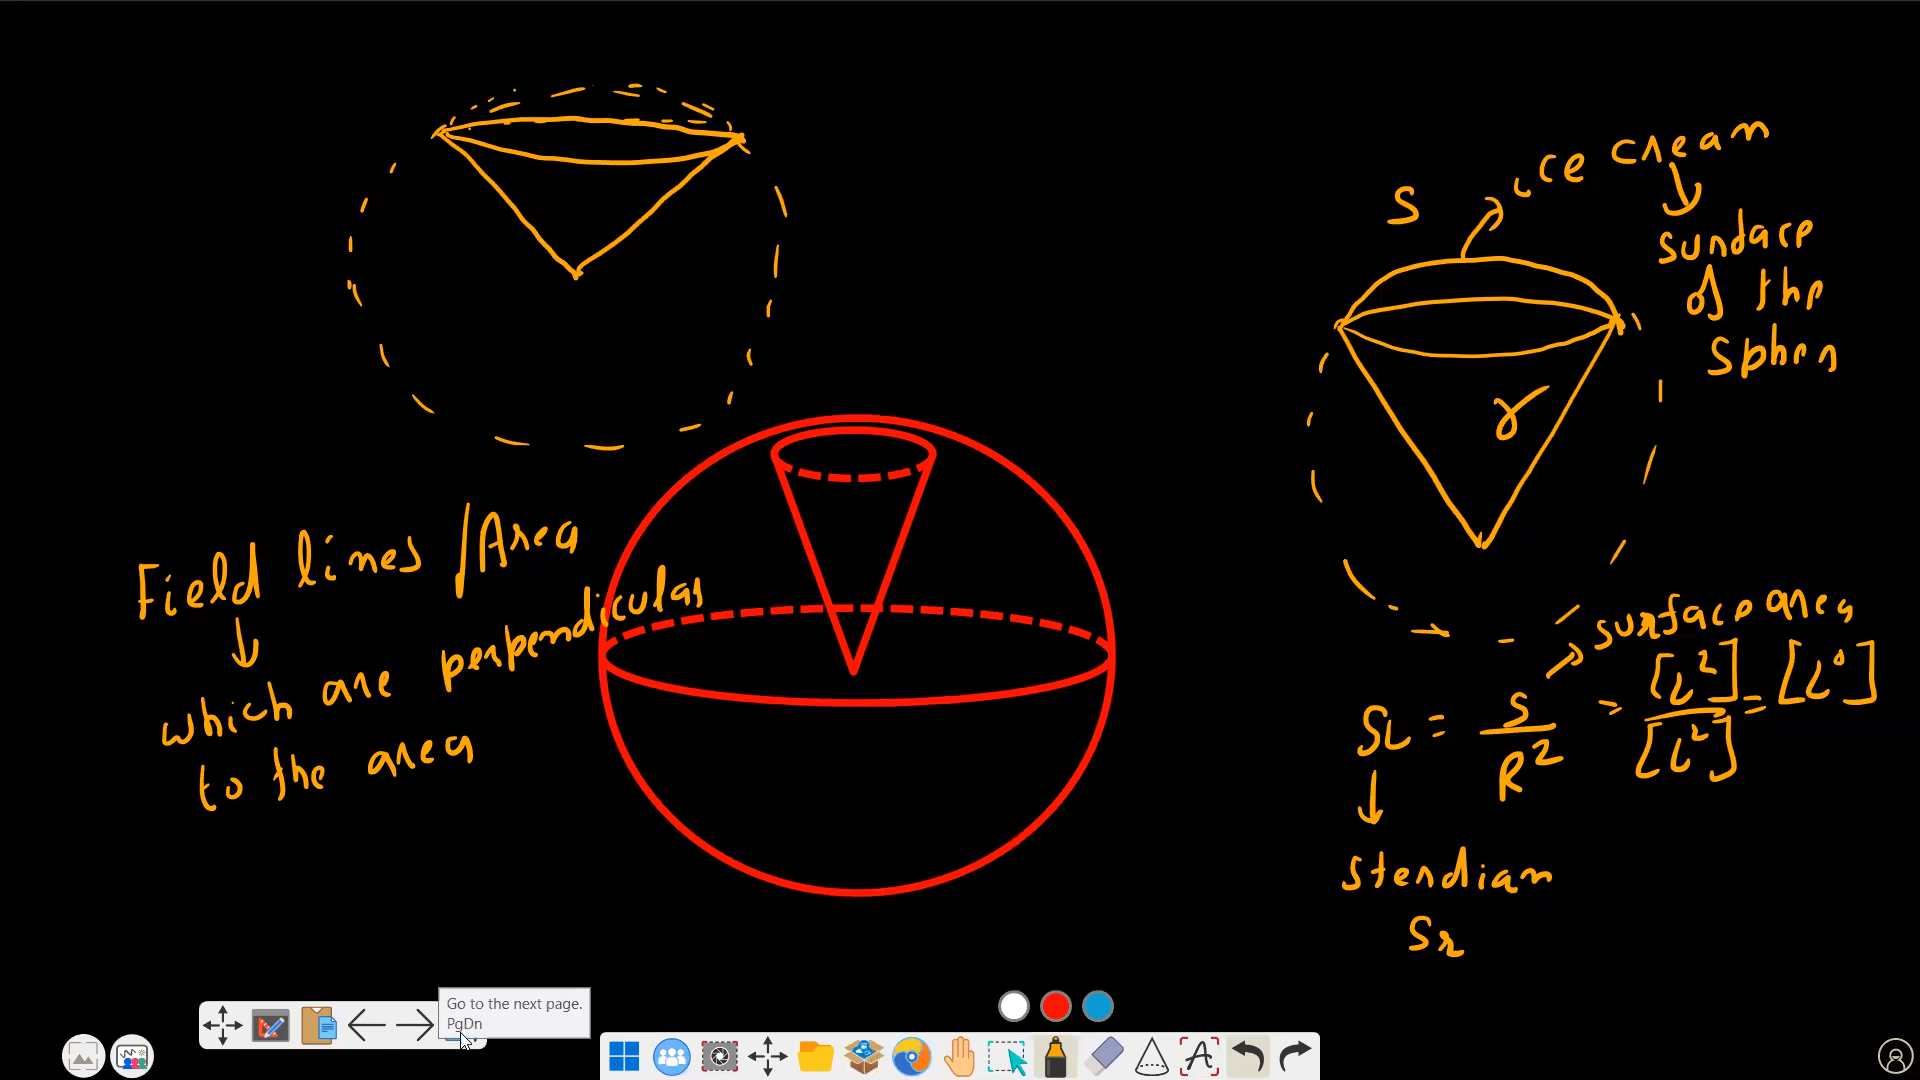 ice cream
S
surface
of the
sphere
r
Field lines / Area
which are perpendicular
to the area
surface area
Ω = S / R² = [L²] / [L²] = [L⁰]
steradian
Sr
Go to the next page.
PgDn